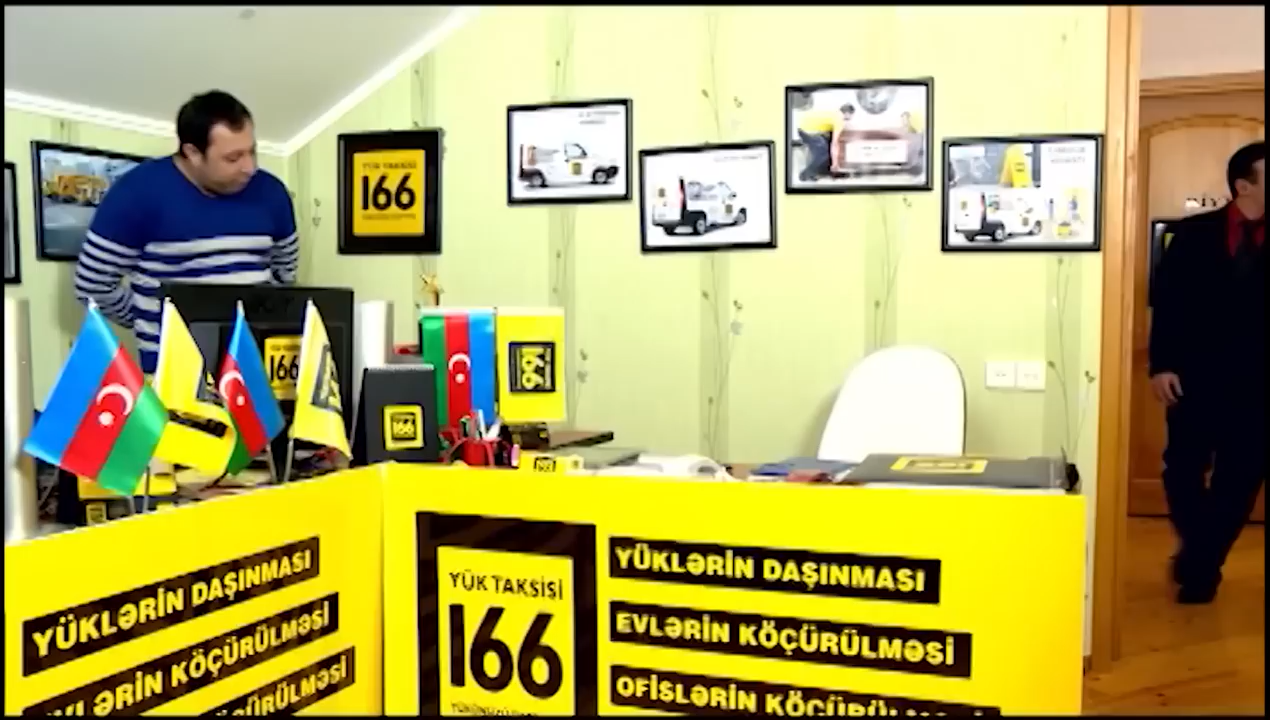 YÜK TAKSİSİ
166
166
166
166
YÜKLƏRİN DAŞINMASI
KÖÇÜRÜLMƏSİ
YÜK TAKSİSİ
166
YÜKLƏRİN DAŞINMASI
EVLƏRİN KÖÇÜRÜLMƏSİ
OFİSLƏRİN KÖÇÜRÜLMƏSİ